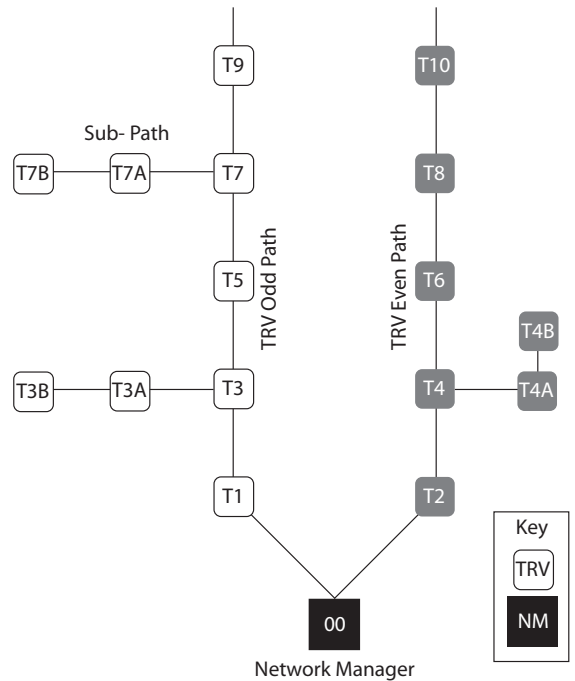 T9
T10
Sub- Path
T7B
T7A
T7
T8
TRV Odd Path
TRV Even Path
T5
T6
T4B
T3B
T3A
T3
T4
T4A
T1
T2
Key
TRV
00
NM
Network Manager